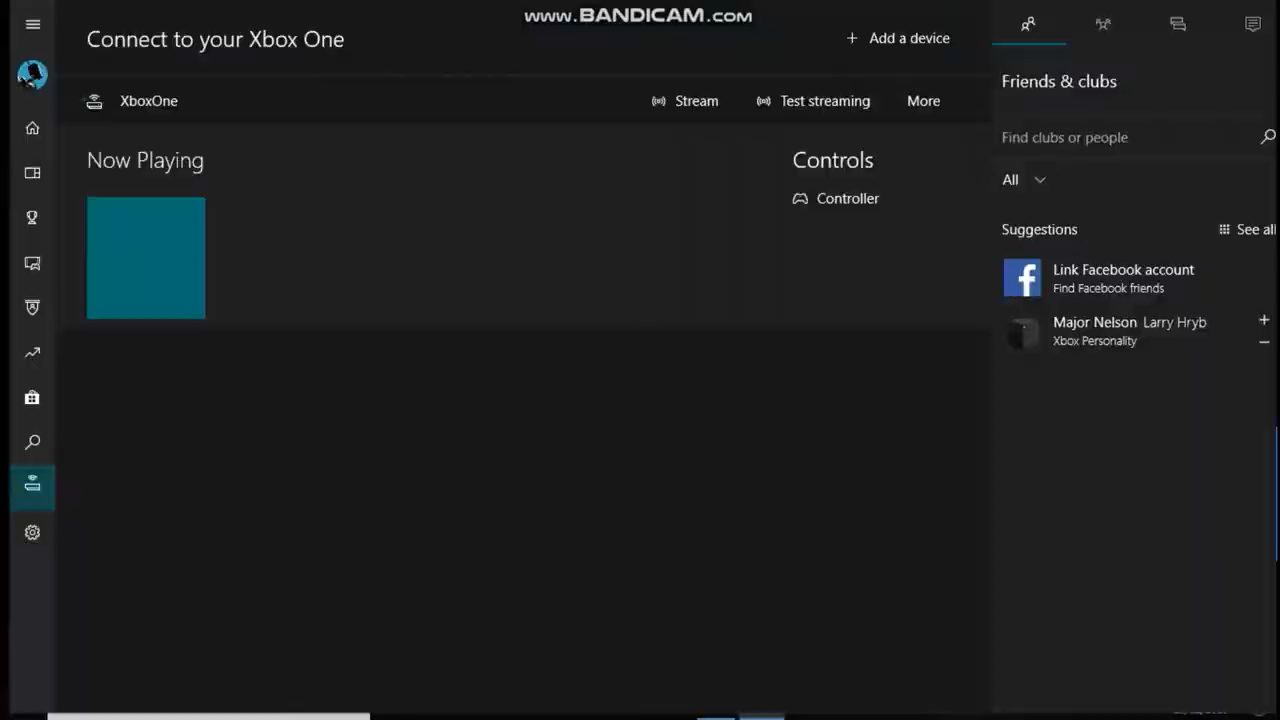 www.BANDICAM.com
Connect to your Xbox One
+ Add a device
XboxOne
Stream
Test streaming
More
Now Playing
Controls
Controller
Friends & clubs
Find clubs or people
All
Suggestions
See all
Link Facebook account
Find Facebook friends
Major Nelson Larry Hryb
Xbox Personality